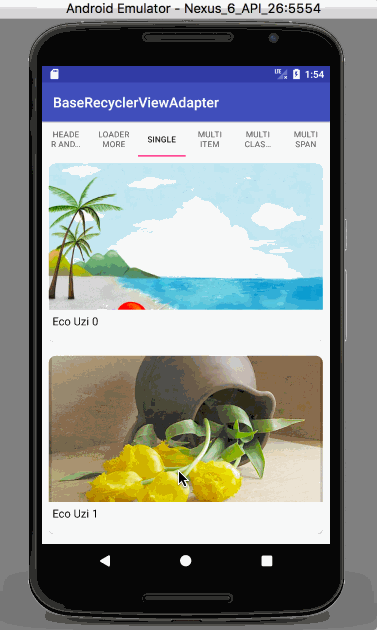 Android Emulator - Nexus_6_API_26:5554
LTE 1:54
BaseRecyclerViewAdapter
HEADE
R AND…
LOADER
MORE
SINGLE
MULTI
ITEM
MULTI
CLAS…
MULTI
SPAN
Eco Uzi 0
Eco Uzi 1